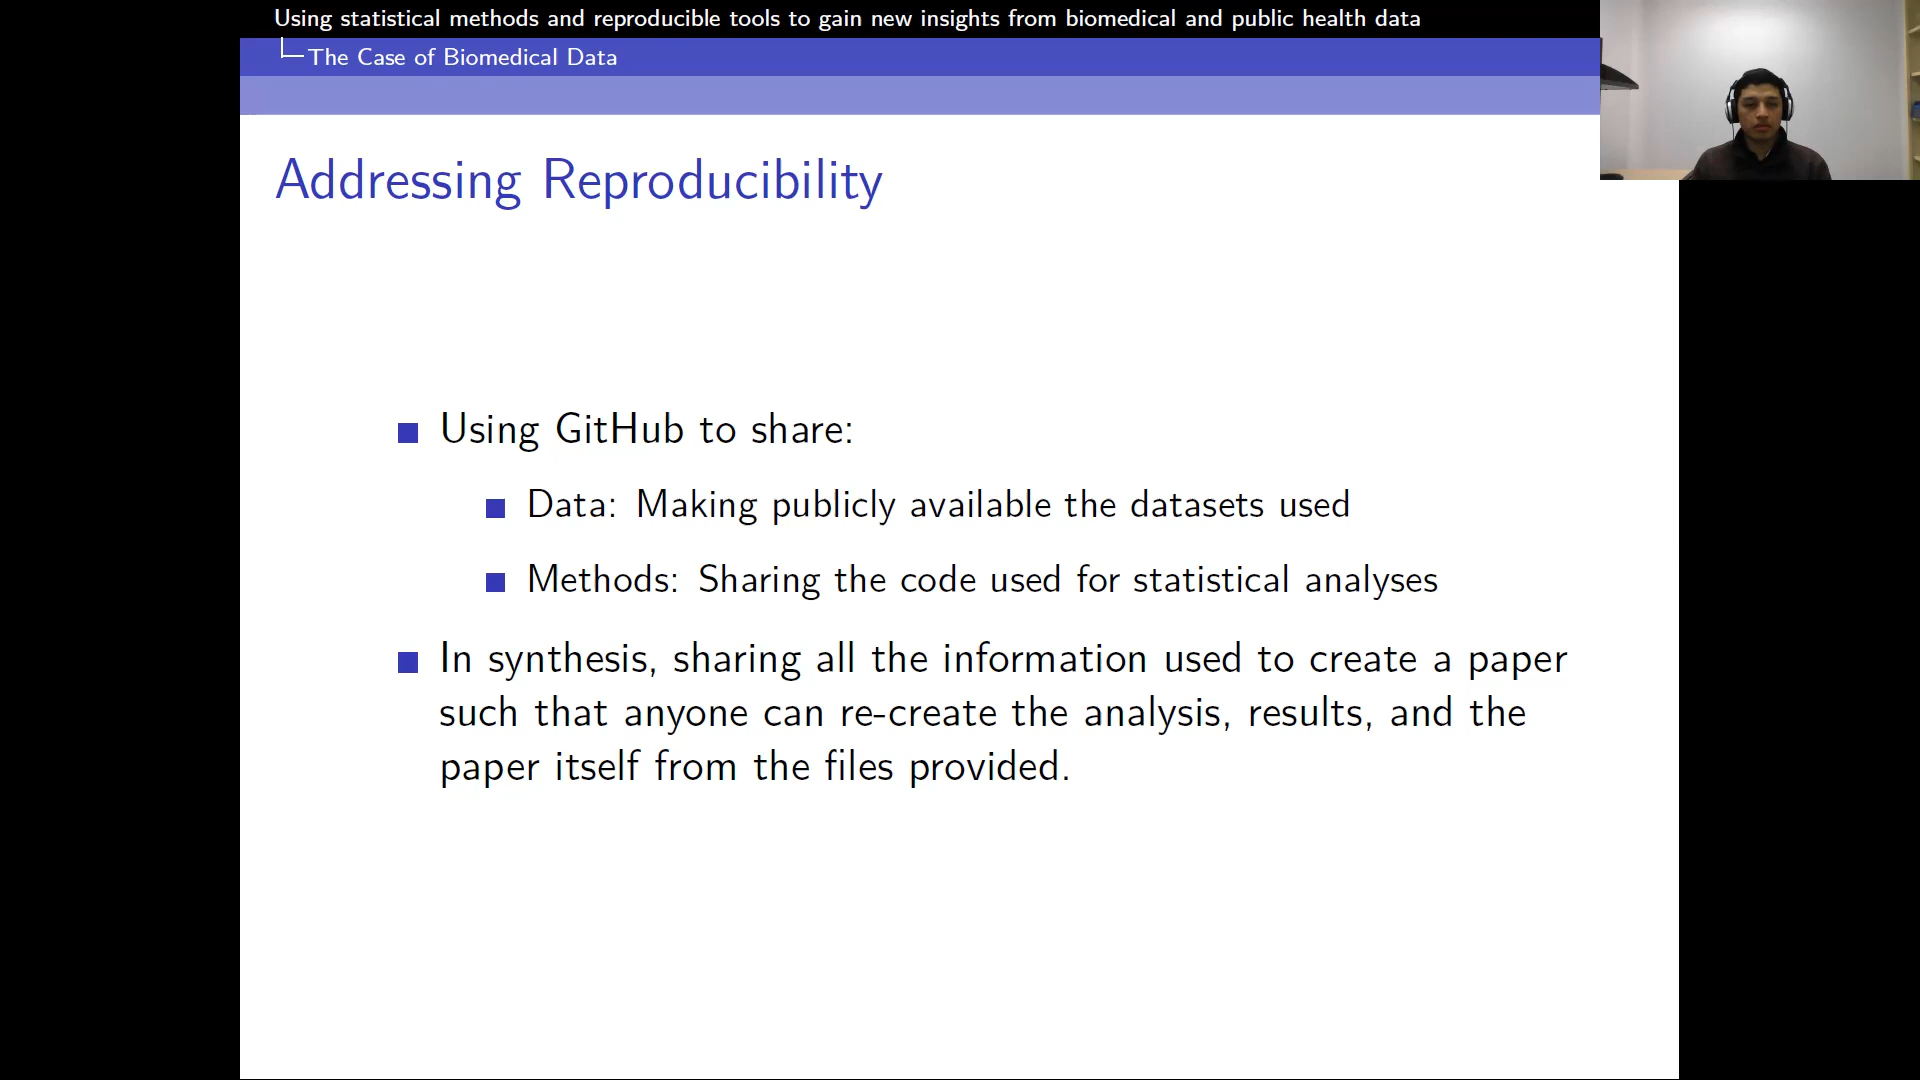 Using statistical methods and reproducible tools to gain new insights from biomedical and public health data
The Case of Biomedical Data
Addressing Reproducibility
Using GitHub to share:
Data: Making publicly available the datasets used
Methods: Sharing the code used for statistical analyses
In synthesis, sharing all the information used to create a paper
such that anyone can re-create the analysis, results, and the
paper itself from the files provided.